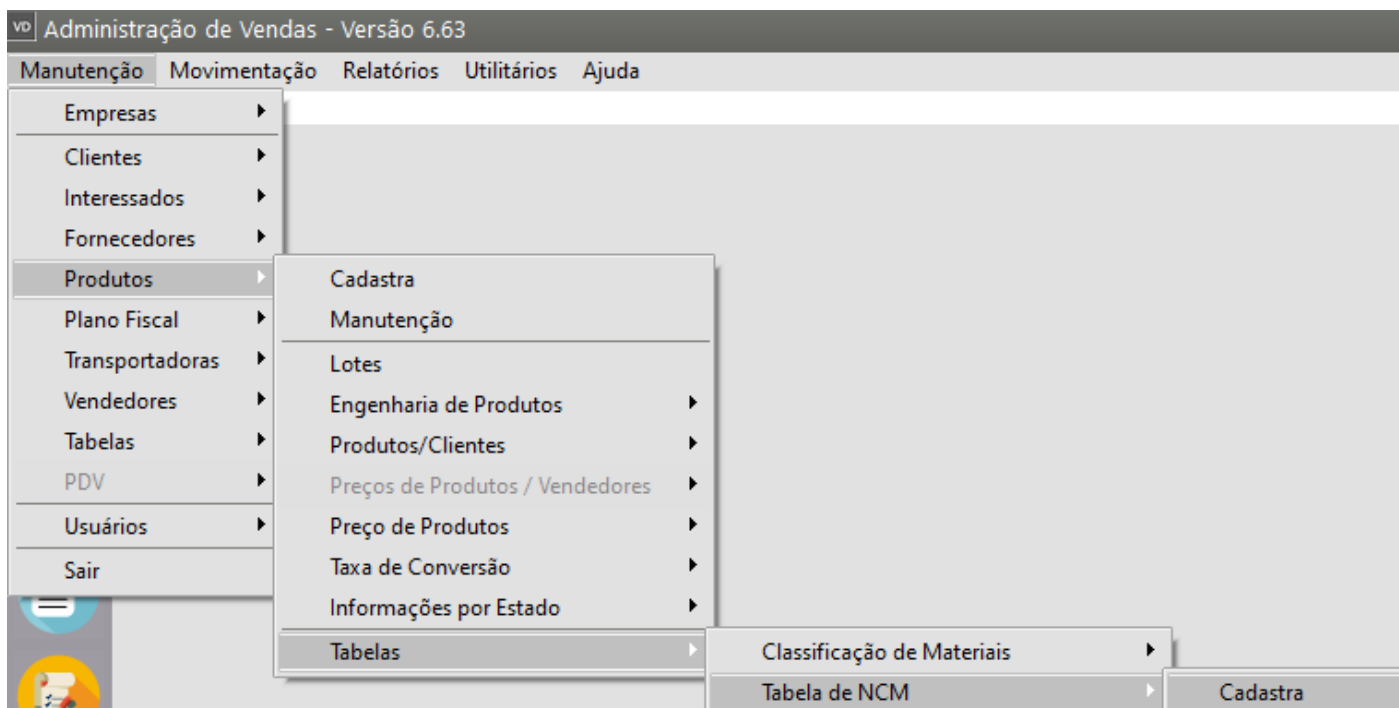 VD Administração de Vendas - Versão 6.63
Manutenção Movimentação Relatórios Utilitários Ajuda
Empresas
Clientes
Interessados
Fornecedores
Produtos
Plano Fiscal
Transportadoras
Vendedores
Tabelas
PDV
Usuários
Sair
Cadastra
Manutenção
Lotes
Engenharia de Produtos
Produtos/Clientes
Preços de Produtos / Vendedores
Preço de Produtos
Taxa de Conversão
Informações por Estado
Tabelas
Classificação de Materiais
Tabela de NCM
Cadastra